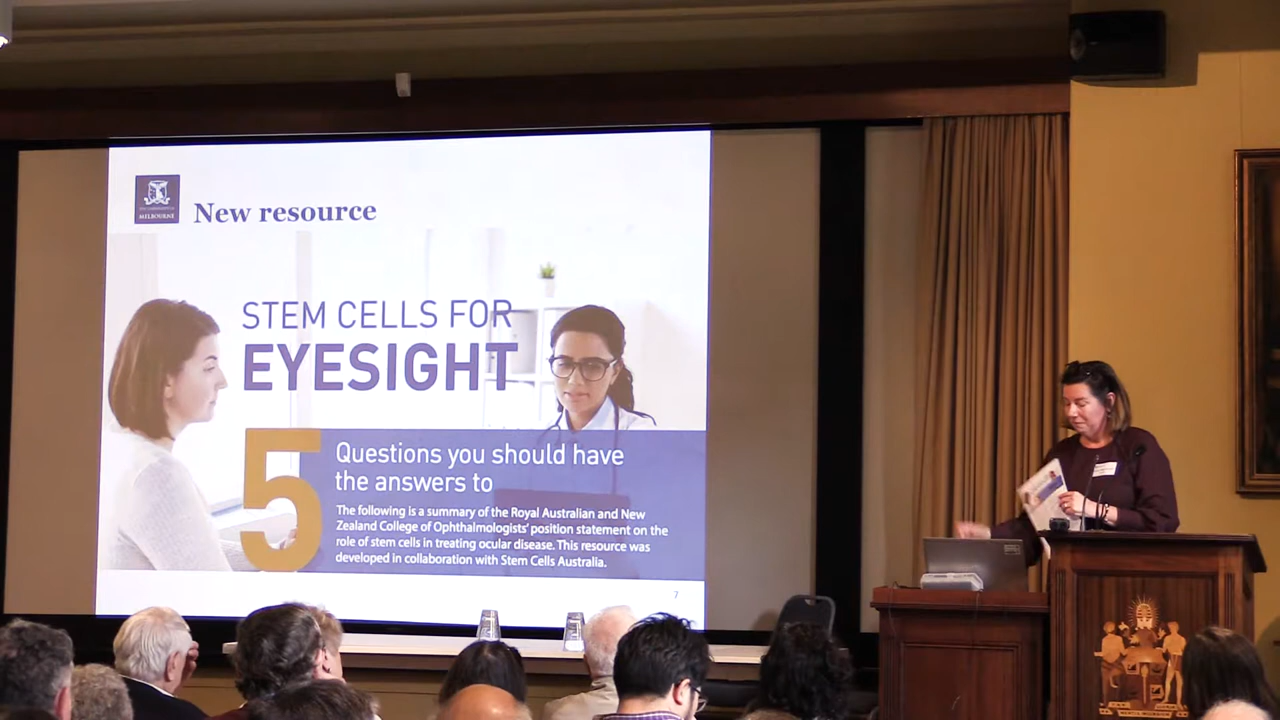 MELBOURNE
New resource
STEM CELLS FOR
EYESIGHT
5
Questions you should have
the answers to
The following is a summary of the Royal Australian and New
Zealand College of Ophthalmologists' position statement on the
role of stem cells in treating ocular disease. This resource was
developed in collaboration with Stem Cells Australia.
7